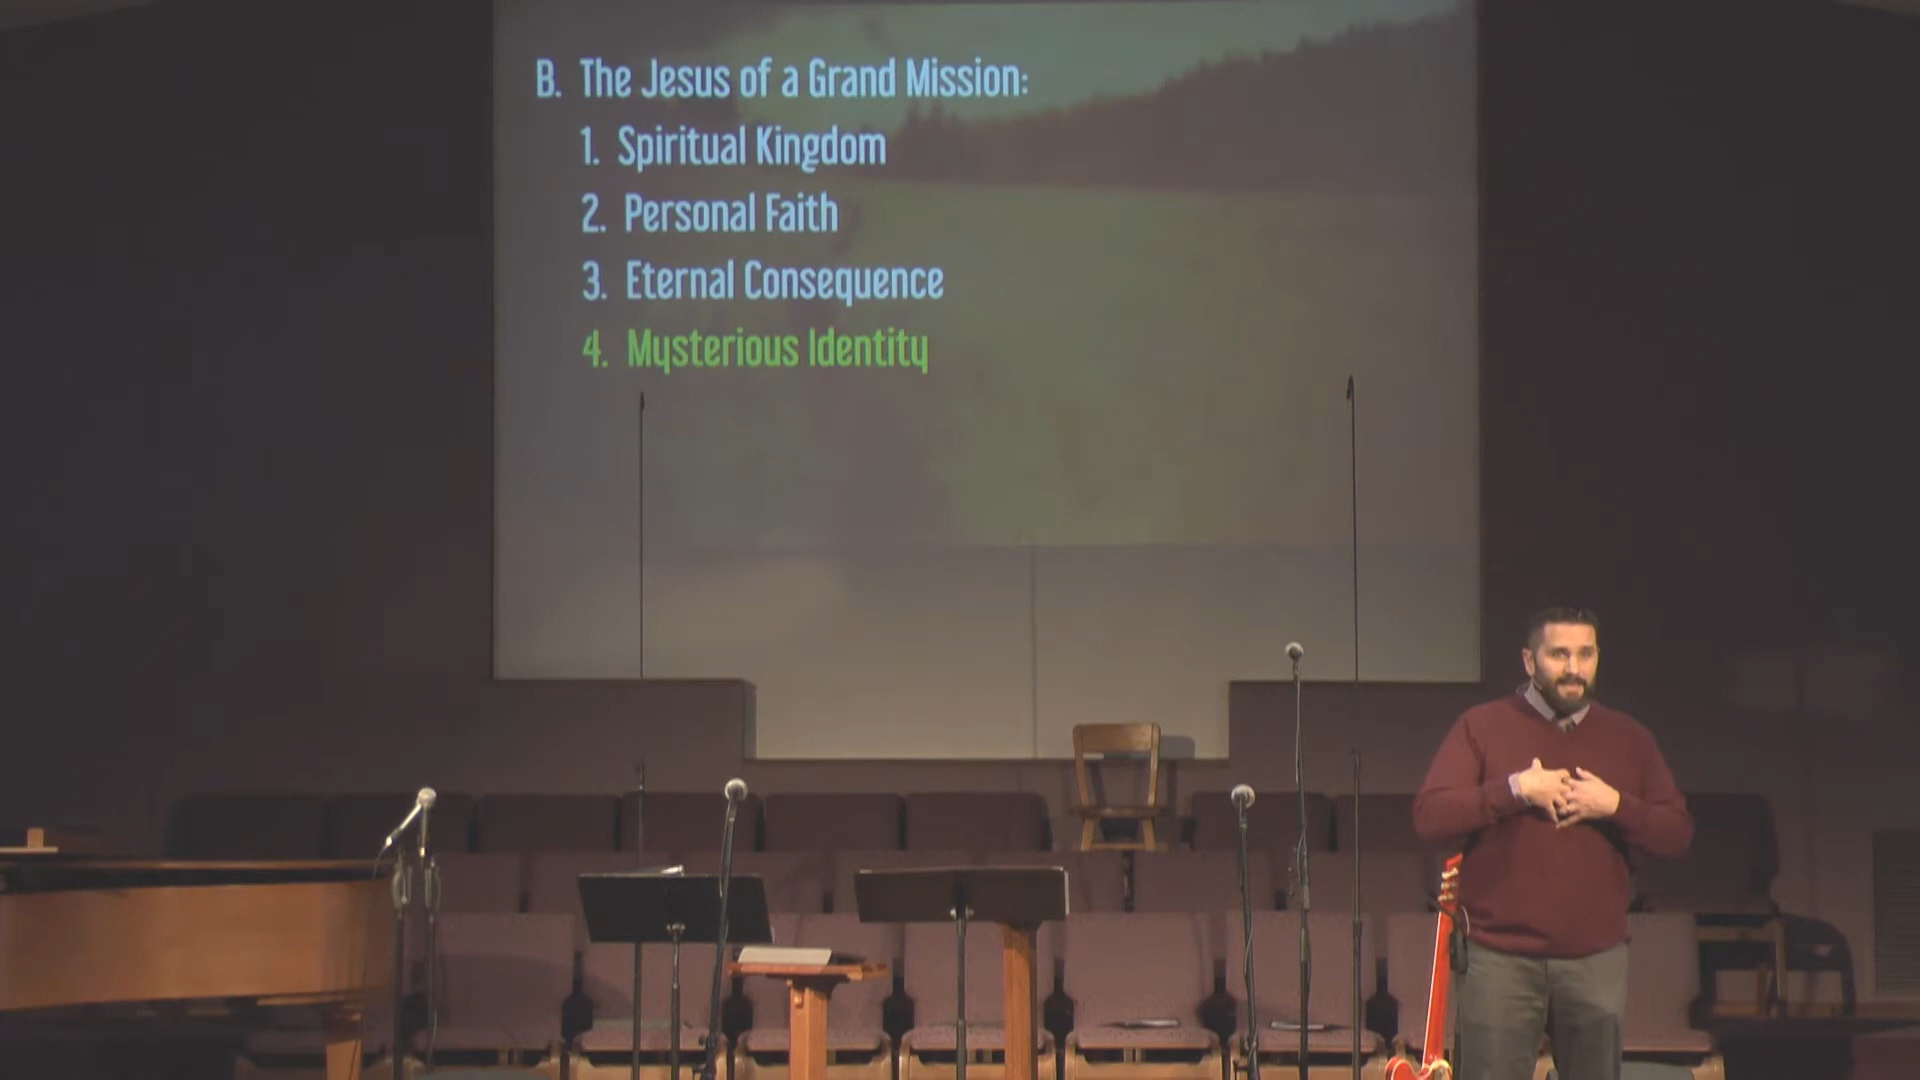 B. The Jesus of a Grand Mission:
1. Spiritual Kingdom
2. Personal Faith
3. Eternal Consequence
4. Mysterious Identity